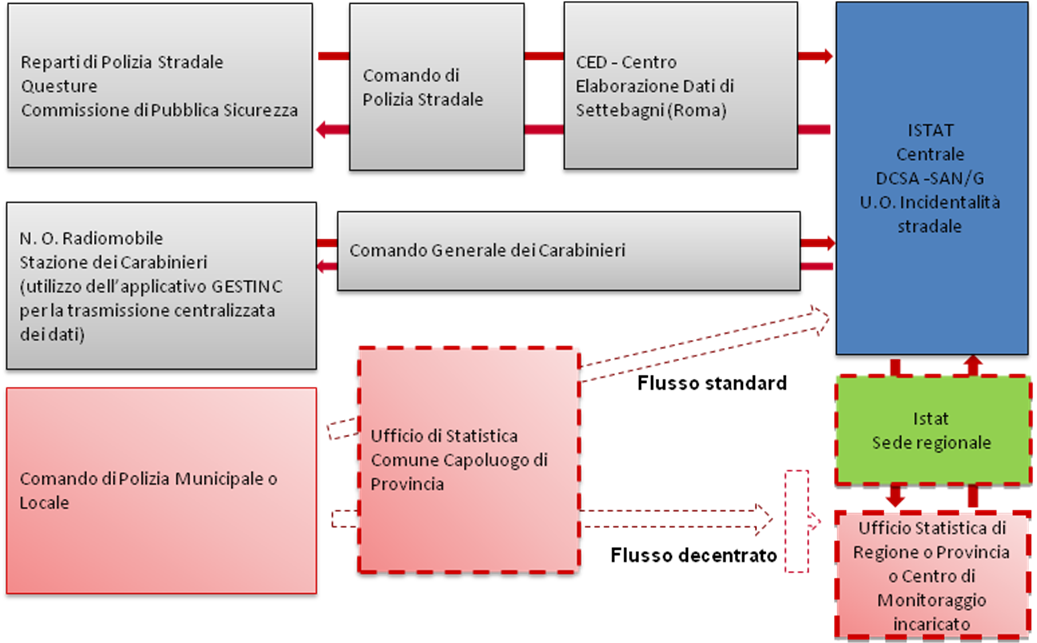 Reparti di Polizia Stradale
Questure
Commissione di Pubblica Sicurezza
Comando di
Polizia Stradale
CED - Centro
Elaborazione Dati di
Settebagni (Roma)
ISTAT
Centrale
DCSA -SAN/G
U.O. Incidentalità
stradale
N. O. Radiomobile
Stazione dei Carabinieri
(utilizzo dell'applicativo GESTINC
per la trasmissione centralizzata
dei dati)
Comando Generale dei Carabinieri
Flusso standard
Istat
Sede regionale
Comando di Polizia Municipale o
Locale
Ufficio di Statistica
Comune Capoluogo di
Provincia
Flusso decentrato
Ufficio Statistica di
Regione o Provincia
o Centro di
Monitoraggio
incaricato